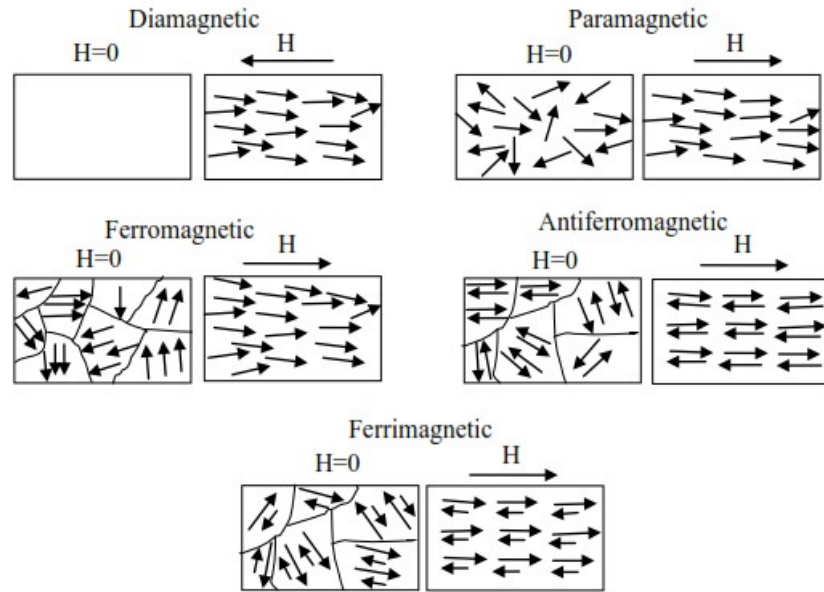 Diamagnetic
H=0
H
Paramagnetic
H=0
H
Ferromagnetic
H=0
H
Antiferromagnetic
H=0
H
Ferrimagnetic
H=0
H